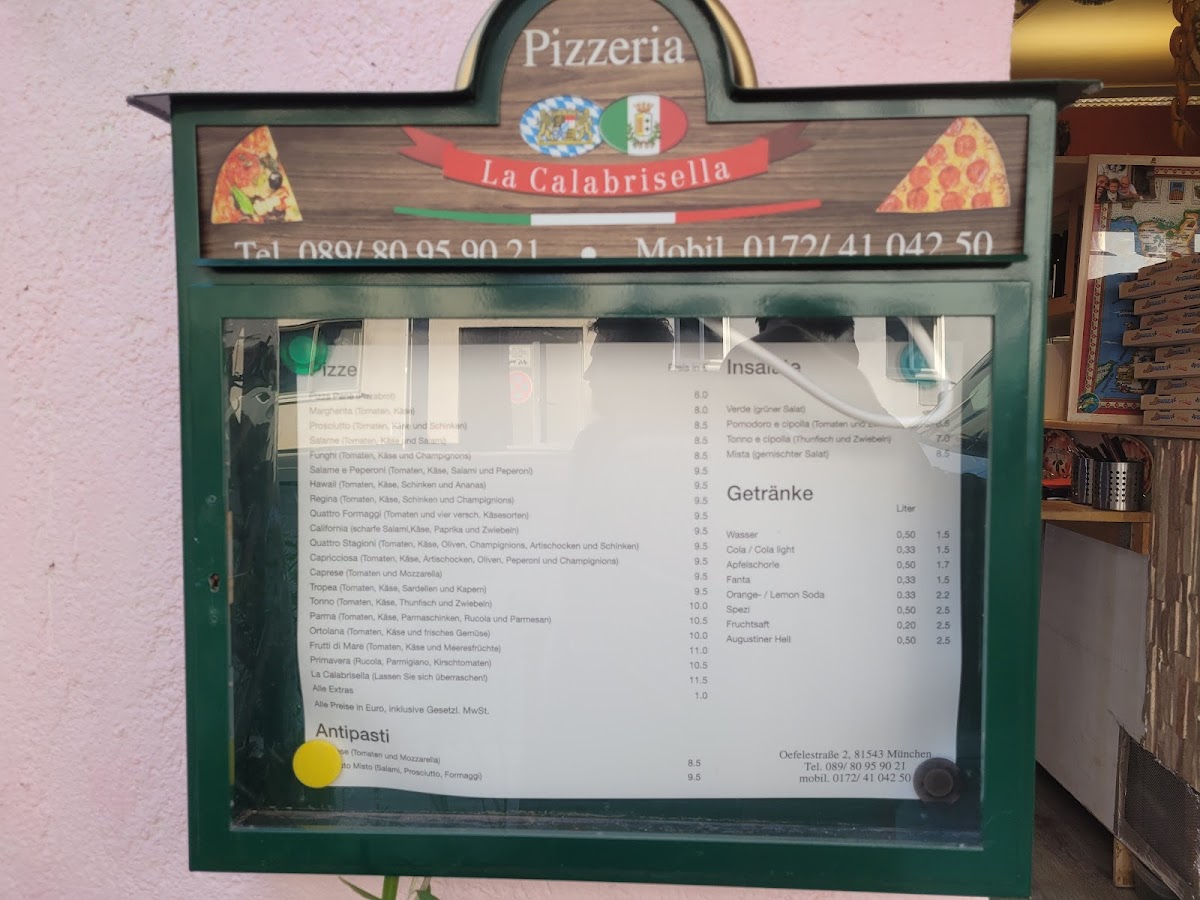 Pizzeria
La Calabrisella
Tel. 089/ 80 95 90 21 • Mobil. 0172/ 41 042 50
Pizze
Preis in
8.0
Margherita (Tomaten, Käse) 8.0
Prosciutto (Tomaten, Käse und Schinken) 8.5
Salame (Tomaten, Käse und Salami) 8.5
Funghi (Tomaten, Käse und Champignons) 8.5
Salame e Peperoni (Tomaten, Käse, Salami und Peperoni) 9.5
Hawaii (Tomaten, Käse, Schinken und Ananas) 9.5
Regina (Tomaten, Käse, Schinken und Champignions) 9.5
Quattro Formaggi (Tomaten und vier versch. Käsesorten) 9.5
California (scharfe Salami,Käse, Paprika und Zwiebeln) 9.5
Quattro Stagioni (Tomaten, Käse, Oliven, Champignions, Artischocken und Schinken) 9.5
Capricciosa (Tomaten, Käse, Artischocken, Oliven, Peperoni und Champignions) 9.5
Caprese (Tomaten und Mozzarella) 9.5
Tropea (Tomaten, Käse, Sardellen und Kapern) 9.5
Tonno (Tomaten, Käse, Thunfisch und Zwiebeln) 10.0
Parma (Tomaten, Käse, Parmaschinken, Rucola und Parmesan) 10.5
Ortolana (Tomaten, Käse und frisches Gemüse) 10.0
Frutti di Mare (Tomaten, Käse und Meeresfrüchte) 11.0
Primavera (Rucola, Parmigiano, Kirschtomaten) 10.5
La Calabrisella (Lassen Sie sich überraschen!) 11.5
Alle Extras 1.0
Alle Preise in Euro, inklusive Gesetzl. MwSt.
Antipasti
(Tomaten und Mozzarella) 8.5
Misto (Salami, Prosciutto, Formaggi) 9.5
Insalate
Verde (grüner Salat)
Pomodoro e cipolla (Tomaten und
Tonno e cipolla (Thunfisch und Zwiebeln) 7.0
Mista (gemischter Salat) 8.5
Getränke
Liter
Wasser 0,50 1.5
Cola / Cola light 0,33 1.5
Apfelschorle 0,50 1.7
Fanta 0,33 1.5
Orange- / Lemon Soda 0.33 2.2
Spezi 0,50 2.5
Fruchtsaft 0,20 2.5
Augustiner Hell 0,50 2.5
Oefelestraße 2, 81543 München
Tel. 089/ 80 95 90 21
mobil. 0172/ 41 042 50